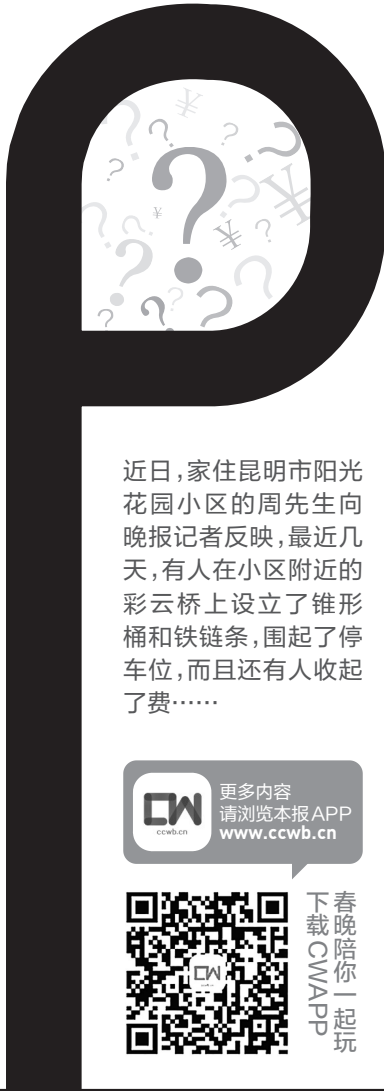 近日，家住昆明市阳光
花园小区的周先生向
晚报记者反映，最近几
天，有人在小区附近的
彩云桥上设立了锥形
桶和铁链条，围起了停
车位，而且还有人收起
了费……
CW
ccwb.cn
更多内容
请浏览本报APP
www.ccwb.cn
CW
春晚陪你一起玩
下载CWAPP